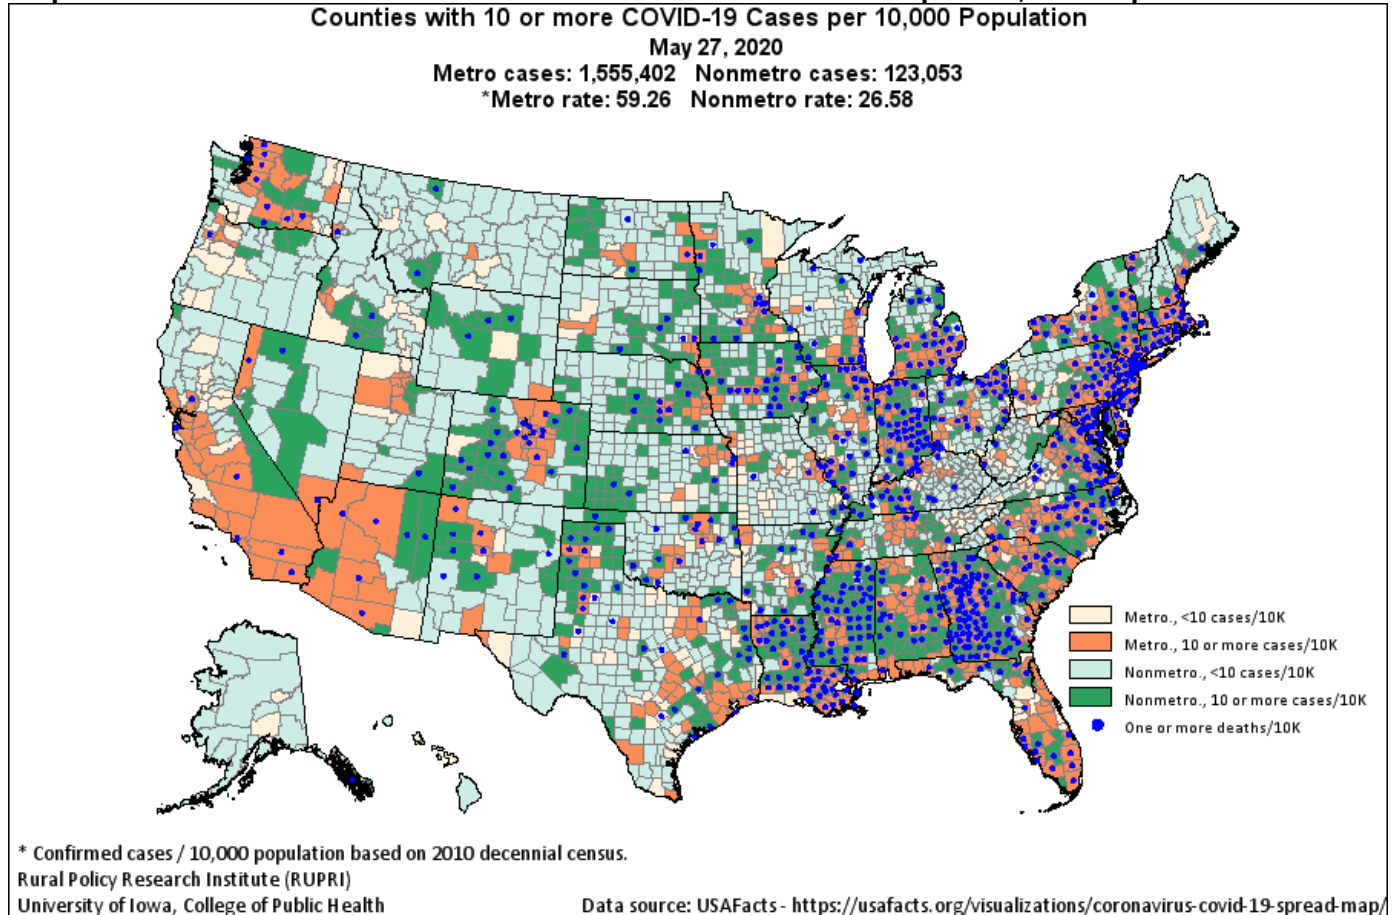 Counties with 10 or more COVID-19 Cases per 10,000 Population
May 27, 2020
Metro cases: 1,555,402 Nonmetro cases: 123,053
*Metro rate: 59.26 Nonmetro rate: 26.58
Metro., <10 cases/10K
Metro., 10 or more cases/10K
Nonmetro., <10 cases/10K
Nonmetro., 10 or more cases/10K
One or more deaths/10K
* Confirmed cases / 10,000 population based on 2010 decennial census.
Rural Policy Research Institute (RUPRI)
University of Iowa, College of Public Health
Data source: USAFacts - https://usafacts.org/visualizations/coronavirus-covid-19-spread-map/